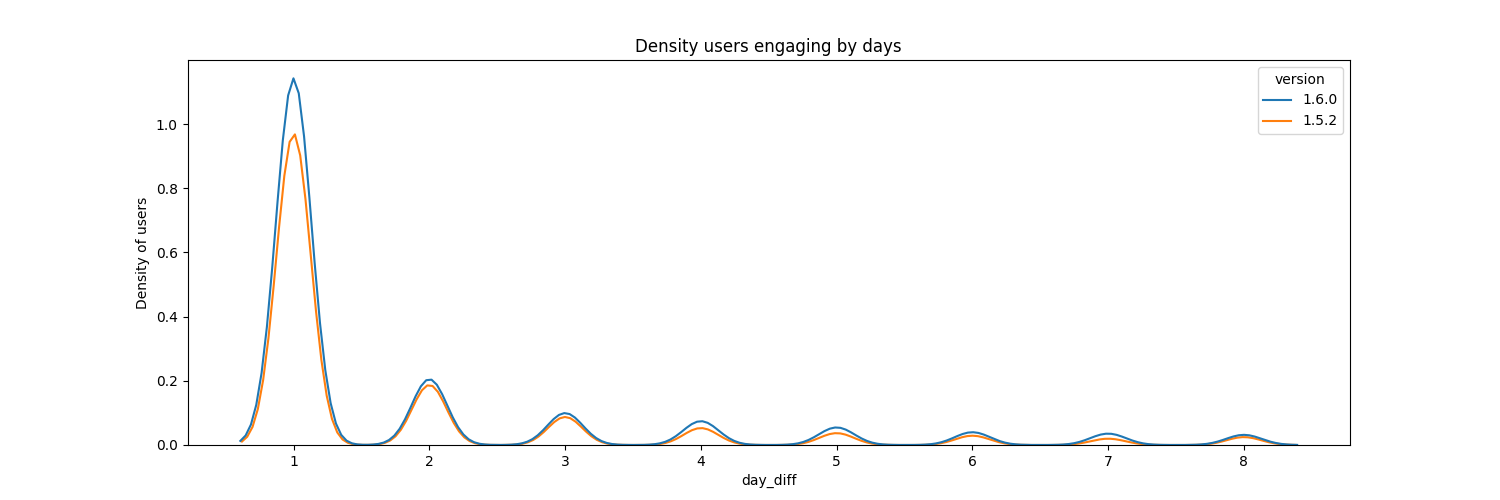 Density users engaging by days
version
1.6.0
1.5.2
Density of users
1.0
0.8
0.6
0.4
0.2
0.0
1 2 3 4 5 6 7 8
day_diff